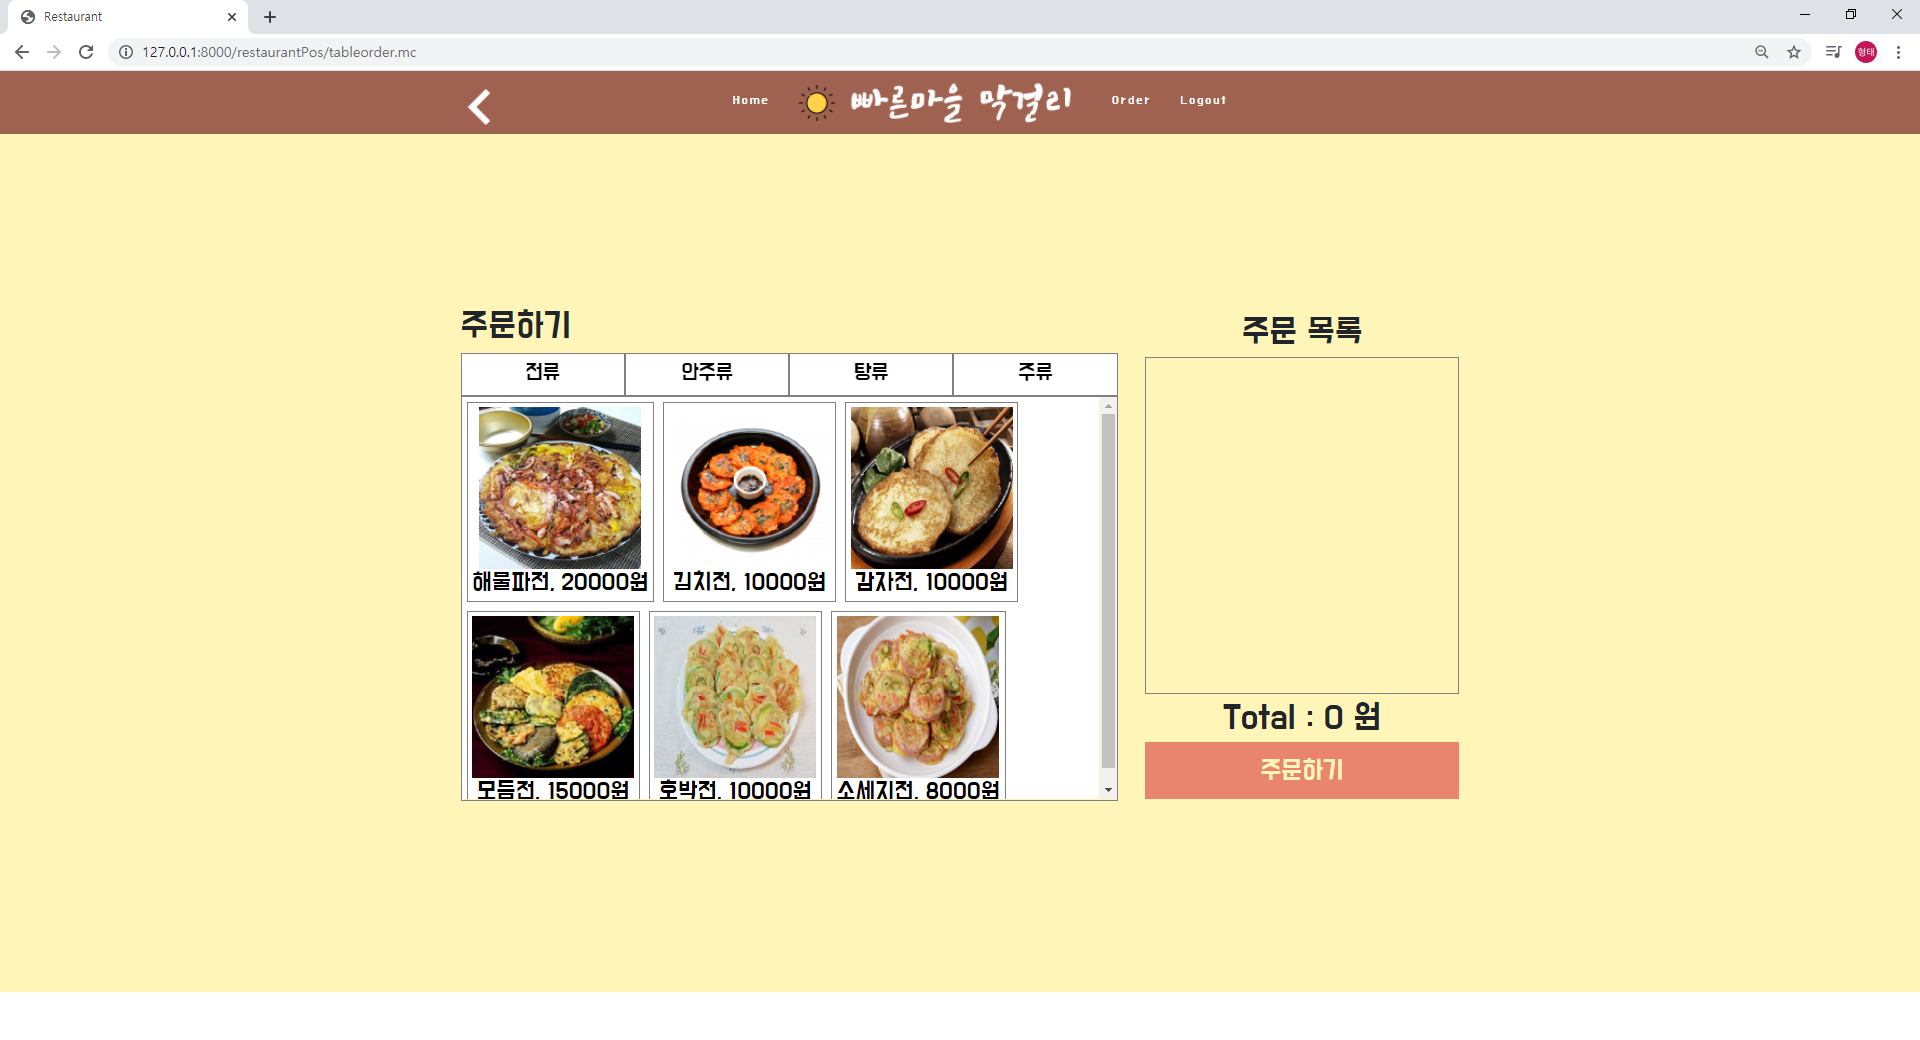 Restaurant
127.0.0.1:8000/restaurantPos/tableorder.mc
형태
Home
빠른마을 막걸리
Order
Logout
주문하기
주문 목록
전류
안주류
탕류
주류
해물파전, 20000원
김치전, 10000원
감자전, 10000원
모듬전, 15000원
호박전, 10000원
소세지전, 8000원
Total : 0 원
주문하기